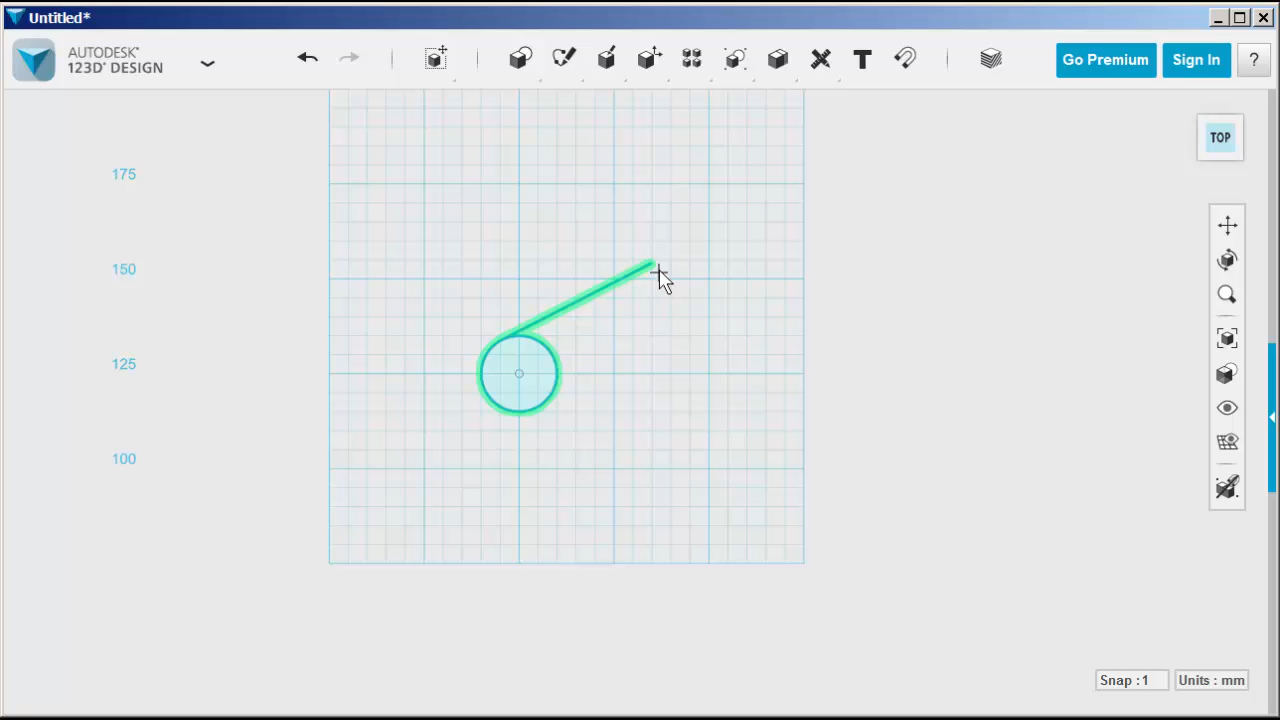 Untitled*
AUTODESK®
123D® DESIGN
T
Go Premium
Sign In
?
TOP
175
150
125
100
Snap : 1
Units : mm